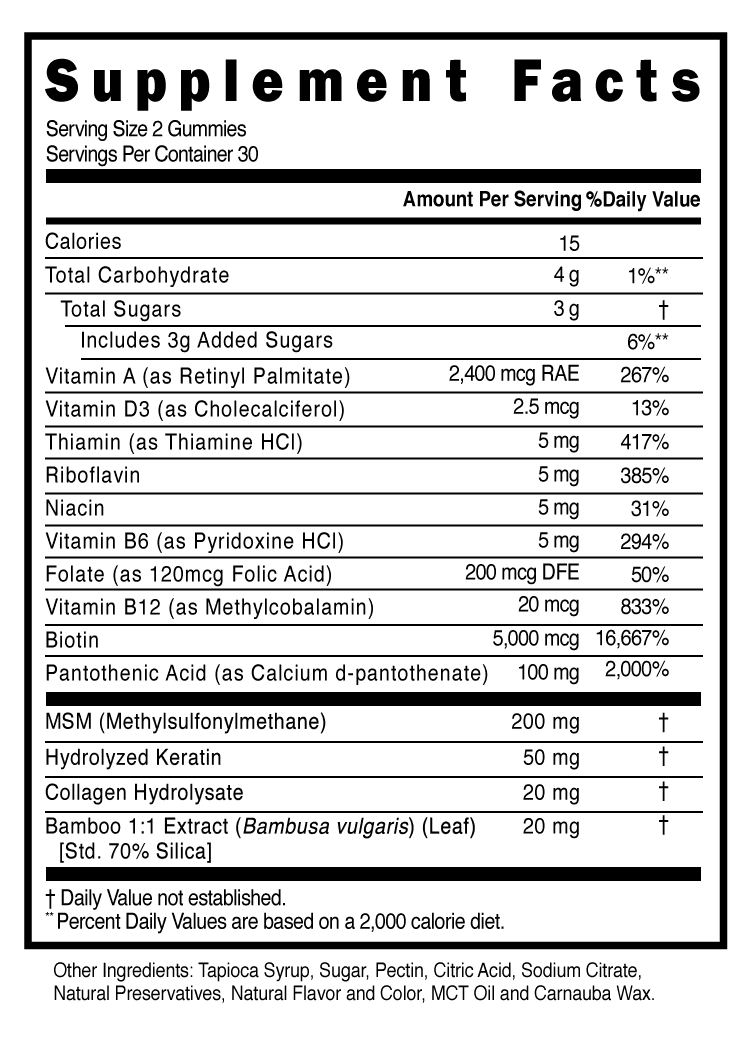 Supplement Facts
Serving Size 2 Gummies
Servings Per Container 30
Amount Per Serving %Daily Value
Calories 15
Total Carbohydrate 4 g 1%**
Total Sugars 3 g †
Includes 3g Added Sugars 6%**
Vitamin A (as Retinyl Palmitate) 2,400 mcg RAE 267%
Vitamin D3 (as Cholecalciferol) 2.5 mcg 13%
Thiamin (as Thiamine HCl) 5 mg 417%
Riboflavin 5 mg 385%
Niacin 5 mg 31%
Vitamin B6 (as Pyridoxine HCl) 5 mg 294%
Folate (as 120mcg Folic Acid) 200 mcg DFE 50%
Vitamin B12 (as Methylcobalamin) 20 mcg 833%
Biotin 5,000 mcg 16,667%
Pantothenic Acid (as Calcium d-pantothenate) 100 mg 2,000%
MSM (Methylsulfonylmethane) 200 mg †
Hydrolyzed Keratin 50 mg †
Collagen Hydrolysate 20 mg †
Bamboo 1:1 Extract (Bambusa vulgaris) (Leaf) 20 mg †
[Std. 70% Silica]
† Daily Value not established.
** Percent Daily Values are based on a 2,000 calorie diet.
Other Ingredients: Tapioca Syrup, Sugar, Pectin, Citric Acid, Sodium Citrate,
Natural Preservatives, Natural Flavor and Color, MCT Oil and Carnauba Wax.